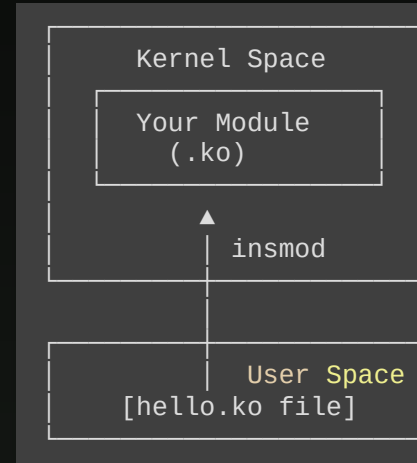 Kernel Space
Your Module
(.ko)
insmod
User Space
[hello.ko file]